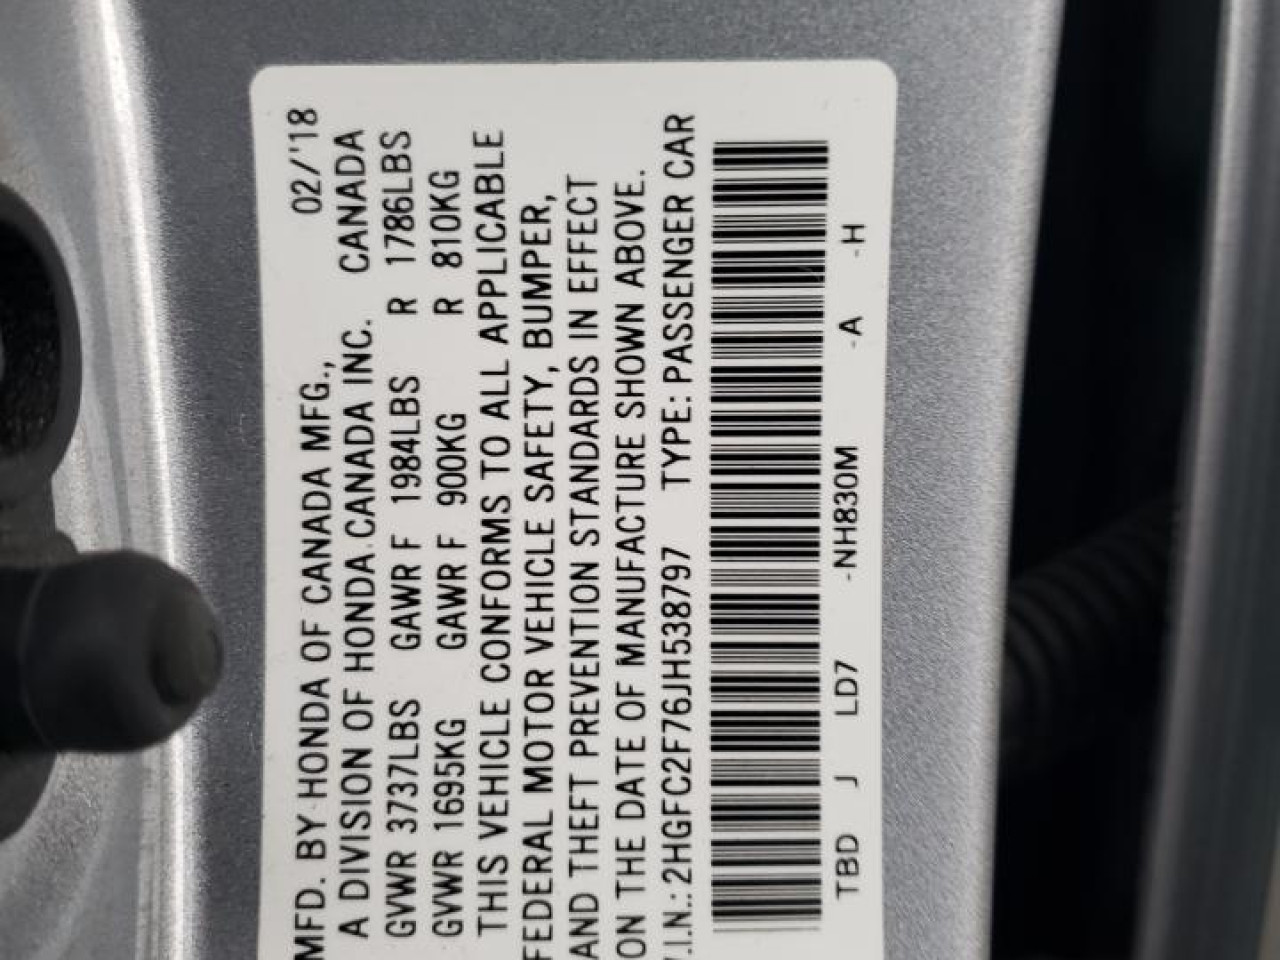 MFD. BY HONDA OF CANADA MFG., 02/'18
A DIVISION OF HONDA CANADA INC. CANADA
GVWR 3737LBS GAWR F 1984LBS R 1786LBS
GVWR 1695KG GAWR F 900KG R 810KG
THIS VEHICLE CONFORMS TO ALL APPLICABLE
FEDERAL MOTOR VEHICLE SAFETY, BUMPER,
AND THEFT PREVENTION STANDARDS IN EFFECT
ON THE DATE OF MANUFACTURE SHOWN ABOVE.
V.I.N.: 2HGFC2F76JH538797 TYPE: PASSENGER CAR
TBD J LD7 -NH830M -A -H